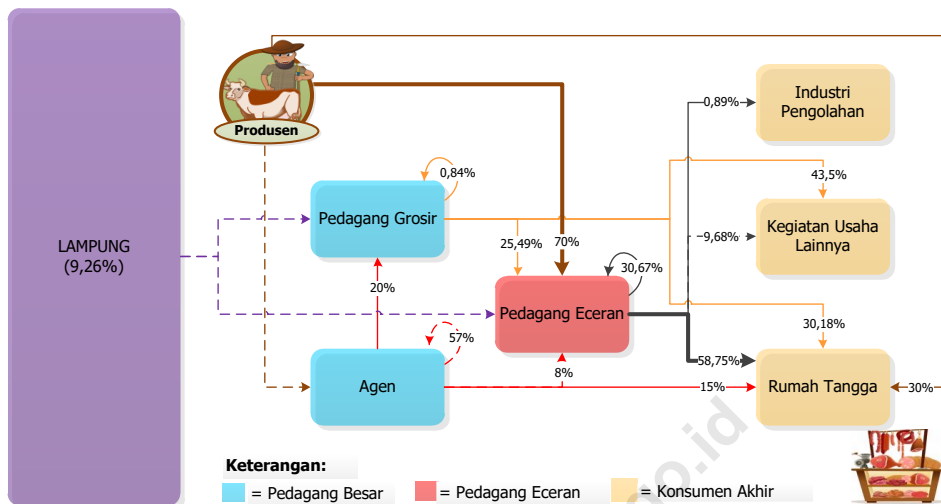 LAMPUNG
(9,26%)
Produsen
Pedagang Grosir
0,84%
25,49%
70%
20%
Pedagang Eceran
30,67%
Agen
57%
8%
15%
58,75%
0,89%
9,68%
43,5%
30,18%
30%
Industri
Pengolahan
Kegiatan Usaha
Lainnya
Rumah Tangga
Keterangan:
= Pedagang Besar
= Pedagang Eceran
= Konsumen Akhir
o.id